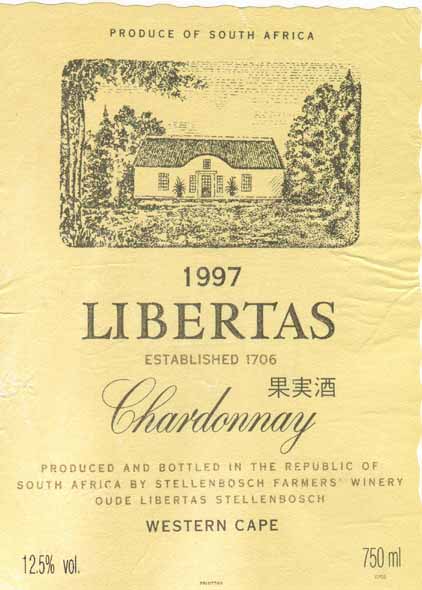 PRODUCE OF SOUTH AFRICA
1997
LIBERTAS
ESTABLISHED 1706
果実酒
Chardonnay
PRODUCED AND BOTTLED IN THE REPUBLIC OF
SOUTH AFRICA BY STELLENBOSCH FARMERS' WINERY
OUDE LIBERTAS STELLENBOSCH
WESTERN CAPE
12.5% vol. 750 ml